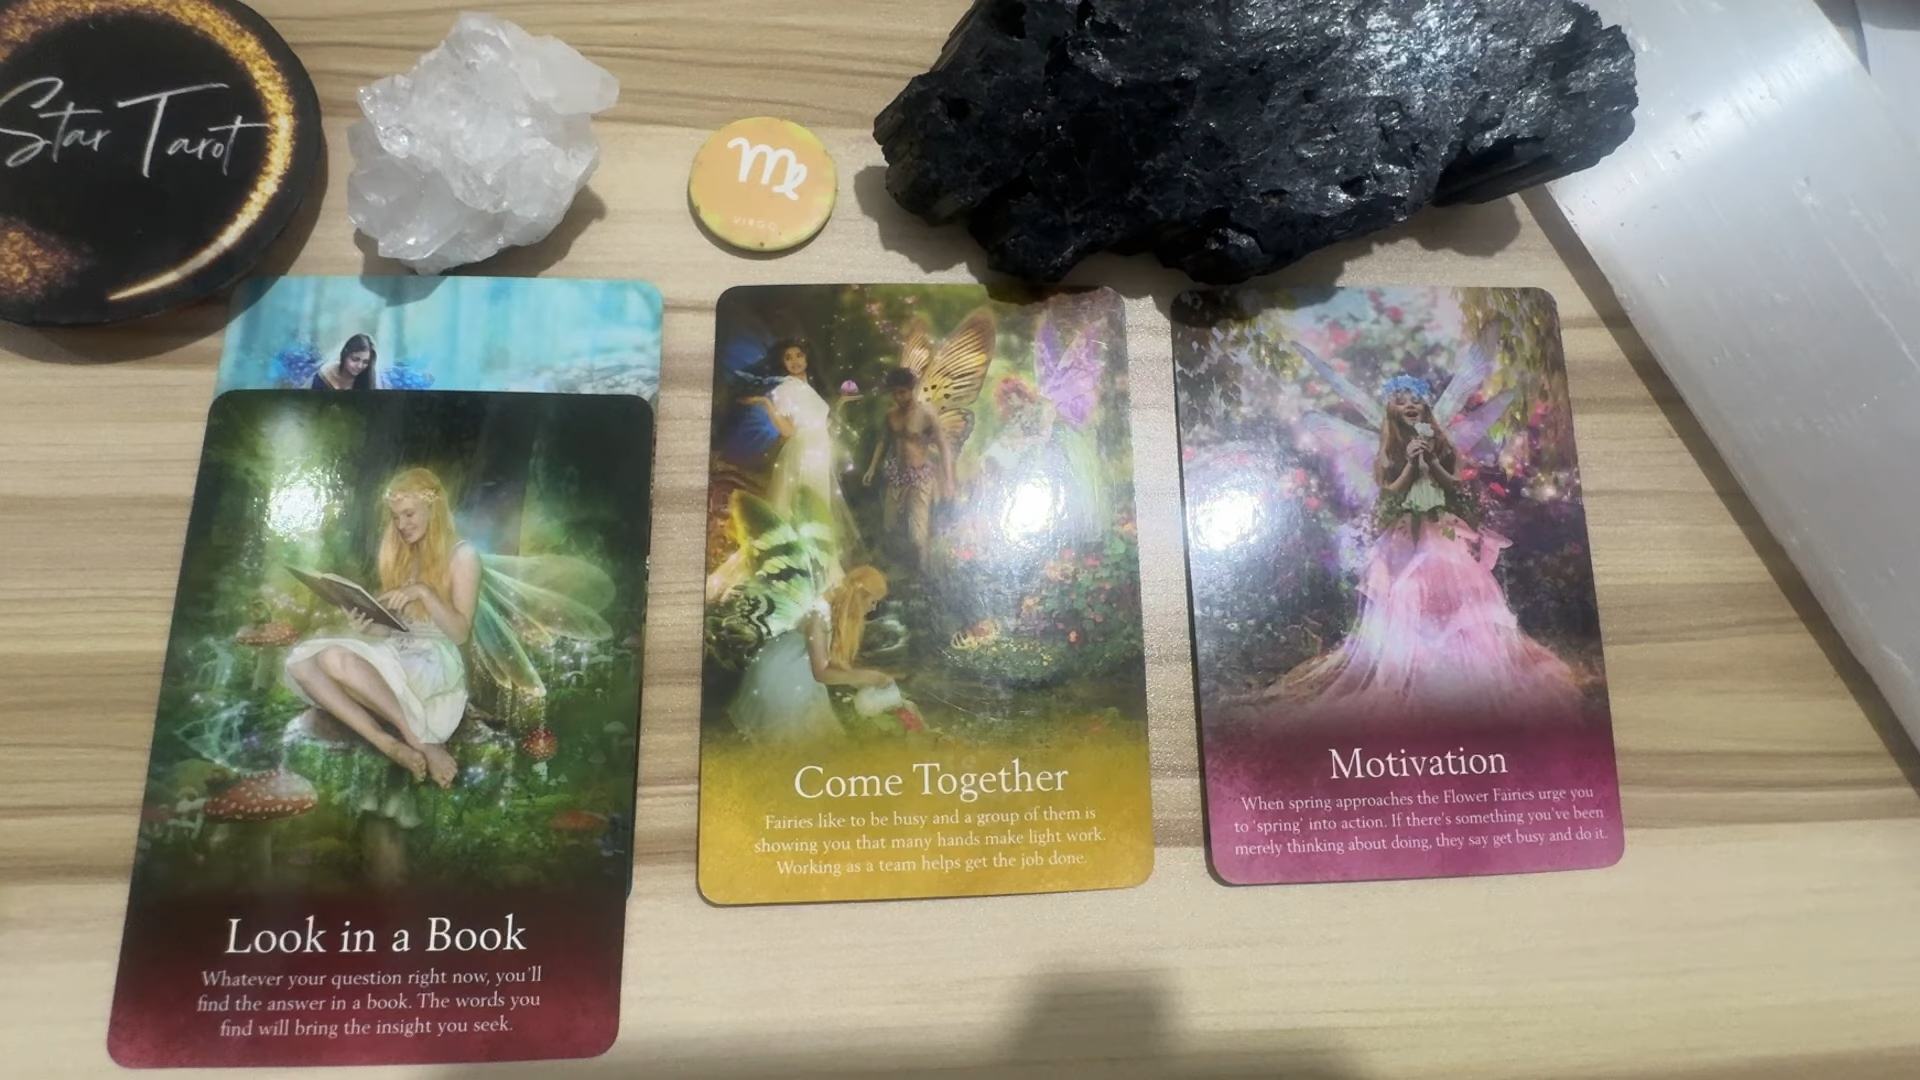 Star Tarot
VIRGO
Look in a Book
Whatever your question right now, you'll
find the answer in a book. The words you
find will bring the insight you seek.
Come Together
Fairies like to be busy and a group of them is
showing you that many hands make light work.
Working as a team helps get the job done.
Motivation
When spring approaches the Flower Fairies urge you
to 'spring' into action. If there's something you've been
merely thinking about doing, they say get busy and do it.